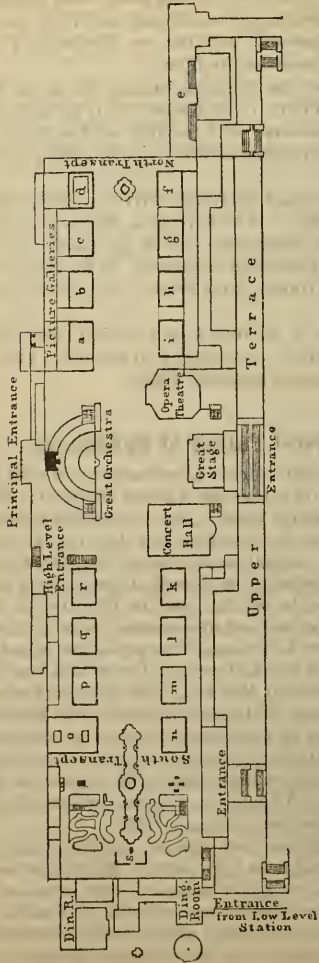 Principal Entrance
High Level
Entrance
Picture Galleries
Din. R.
p q r
a b c d
Great Orchestra
South Transept
North Transept
s
n m l k
Concert
Hall
Opera
Theatre
i h g f
Ding.
Room
Great
Stage
e
Entrance
Upper Terrace
Entrance
Entrance
from Low Level
Station